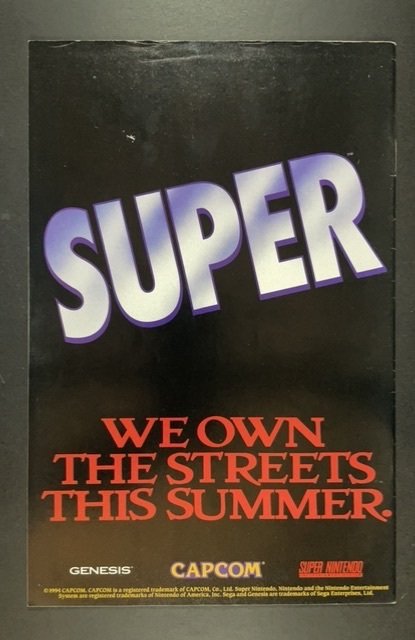 SUPER™
WE OWN
THE STREETS
THIS SUMMER.
GENESIS™ CAPCOM® SUPER NINTENDO
©1994 CAPCOM. CAPCOM is a registered trademark of CAPCOM, Co., Ltd. Super Nintendo, Nintendo and the Nintendo Entertainment
System are registered trademarks of Nintendo of America, Inc. Sega and Genesis are trademarks of Sega Enterprises, Ltd.